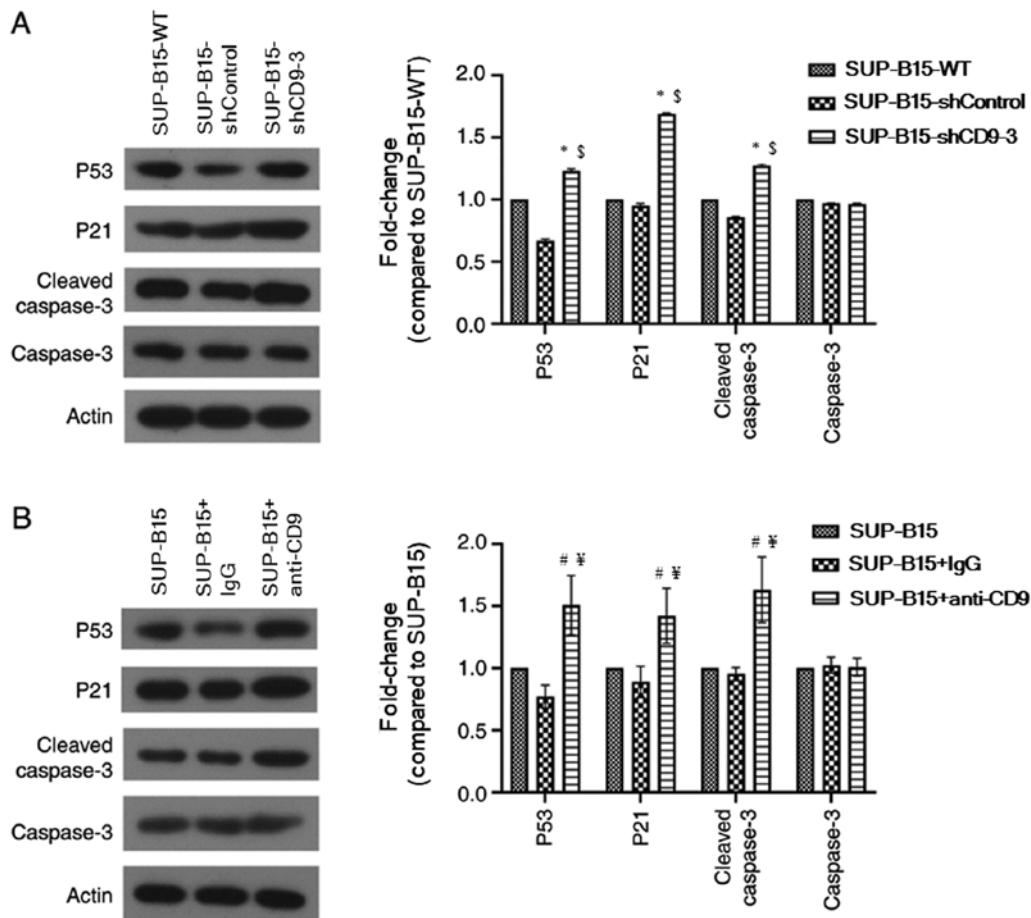 A
SUP-B15-WT
SUP-B15-
shControl
SUP-B15-
shCD9-3
P53
P21
Cleaved
caspase-3
Caspase-3
Actin
Fold-change
(compared to SUP-B15-WT)
2.0
1.5
1.0
0.5
0.0
* $
* $
* $
P53
P21
Cleaved
caspase-3
Caspase-3
SUP-B15-WT
SUP-B15-shControl
SUP-B15-shCD9-3
B
SUP-B15
SUP-B15+
IgG
SUP-B15+
anti-CD9
P53
P21
Cleaved
caspase-3
Caspase-3
Actin
Fold-change
(compared to SUP-B15)
2.0
1.5
1.0
0.5
0.0
# ¥
# ¥
# ¥
P53
P21
Cleaved
caspase-3
Caspase-3
SUP-B15
SUP-B15+IgG
SUP-B15+anti-CD9